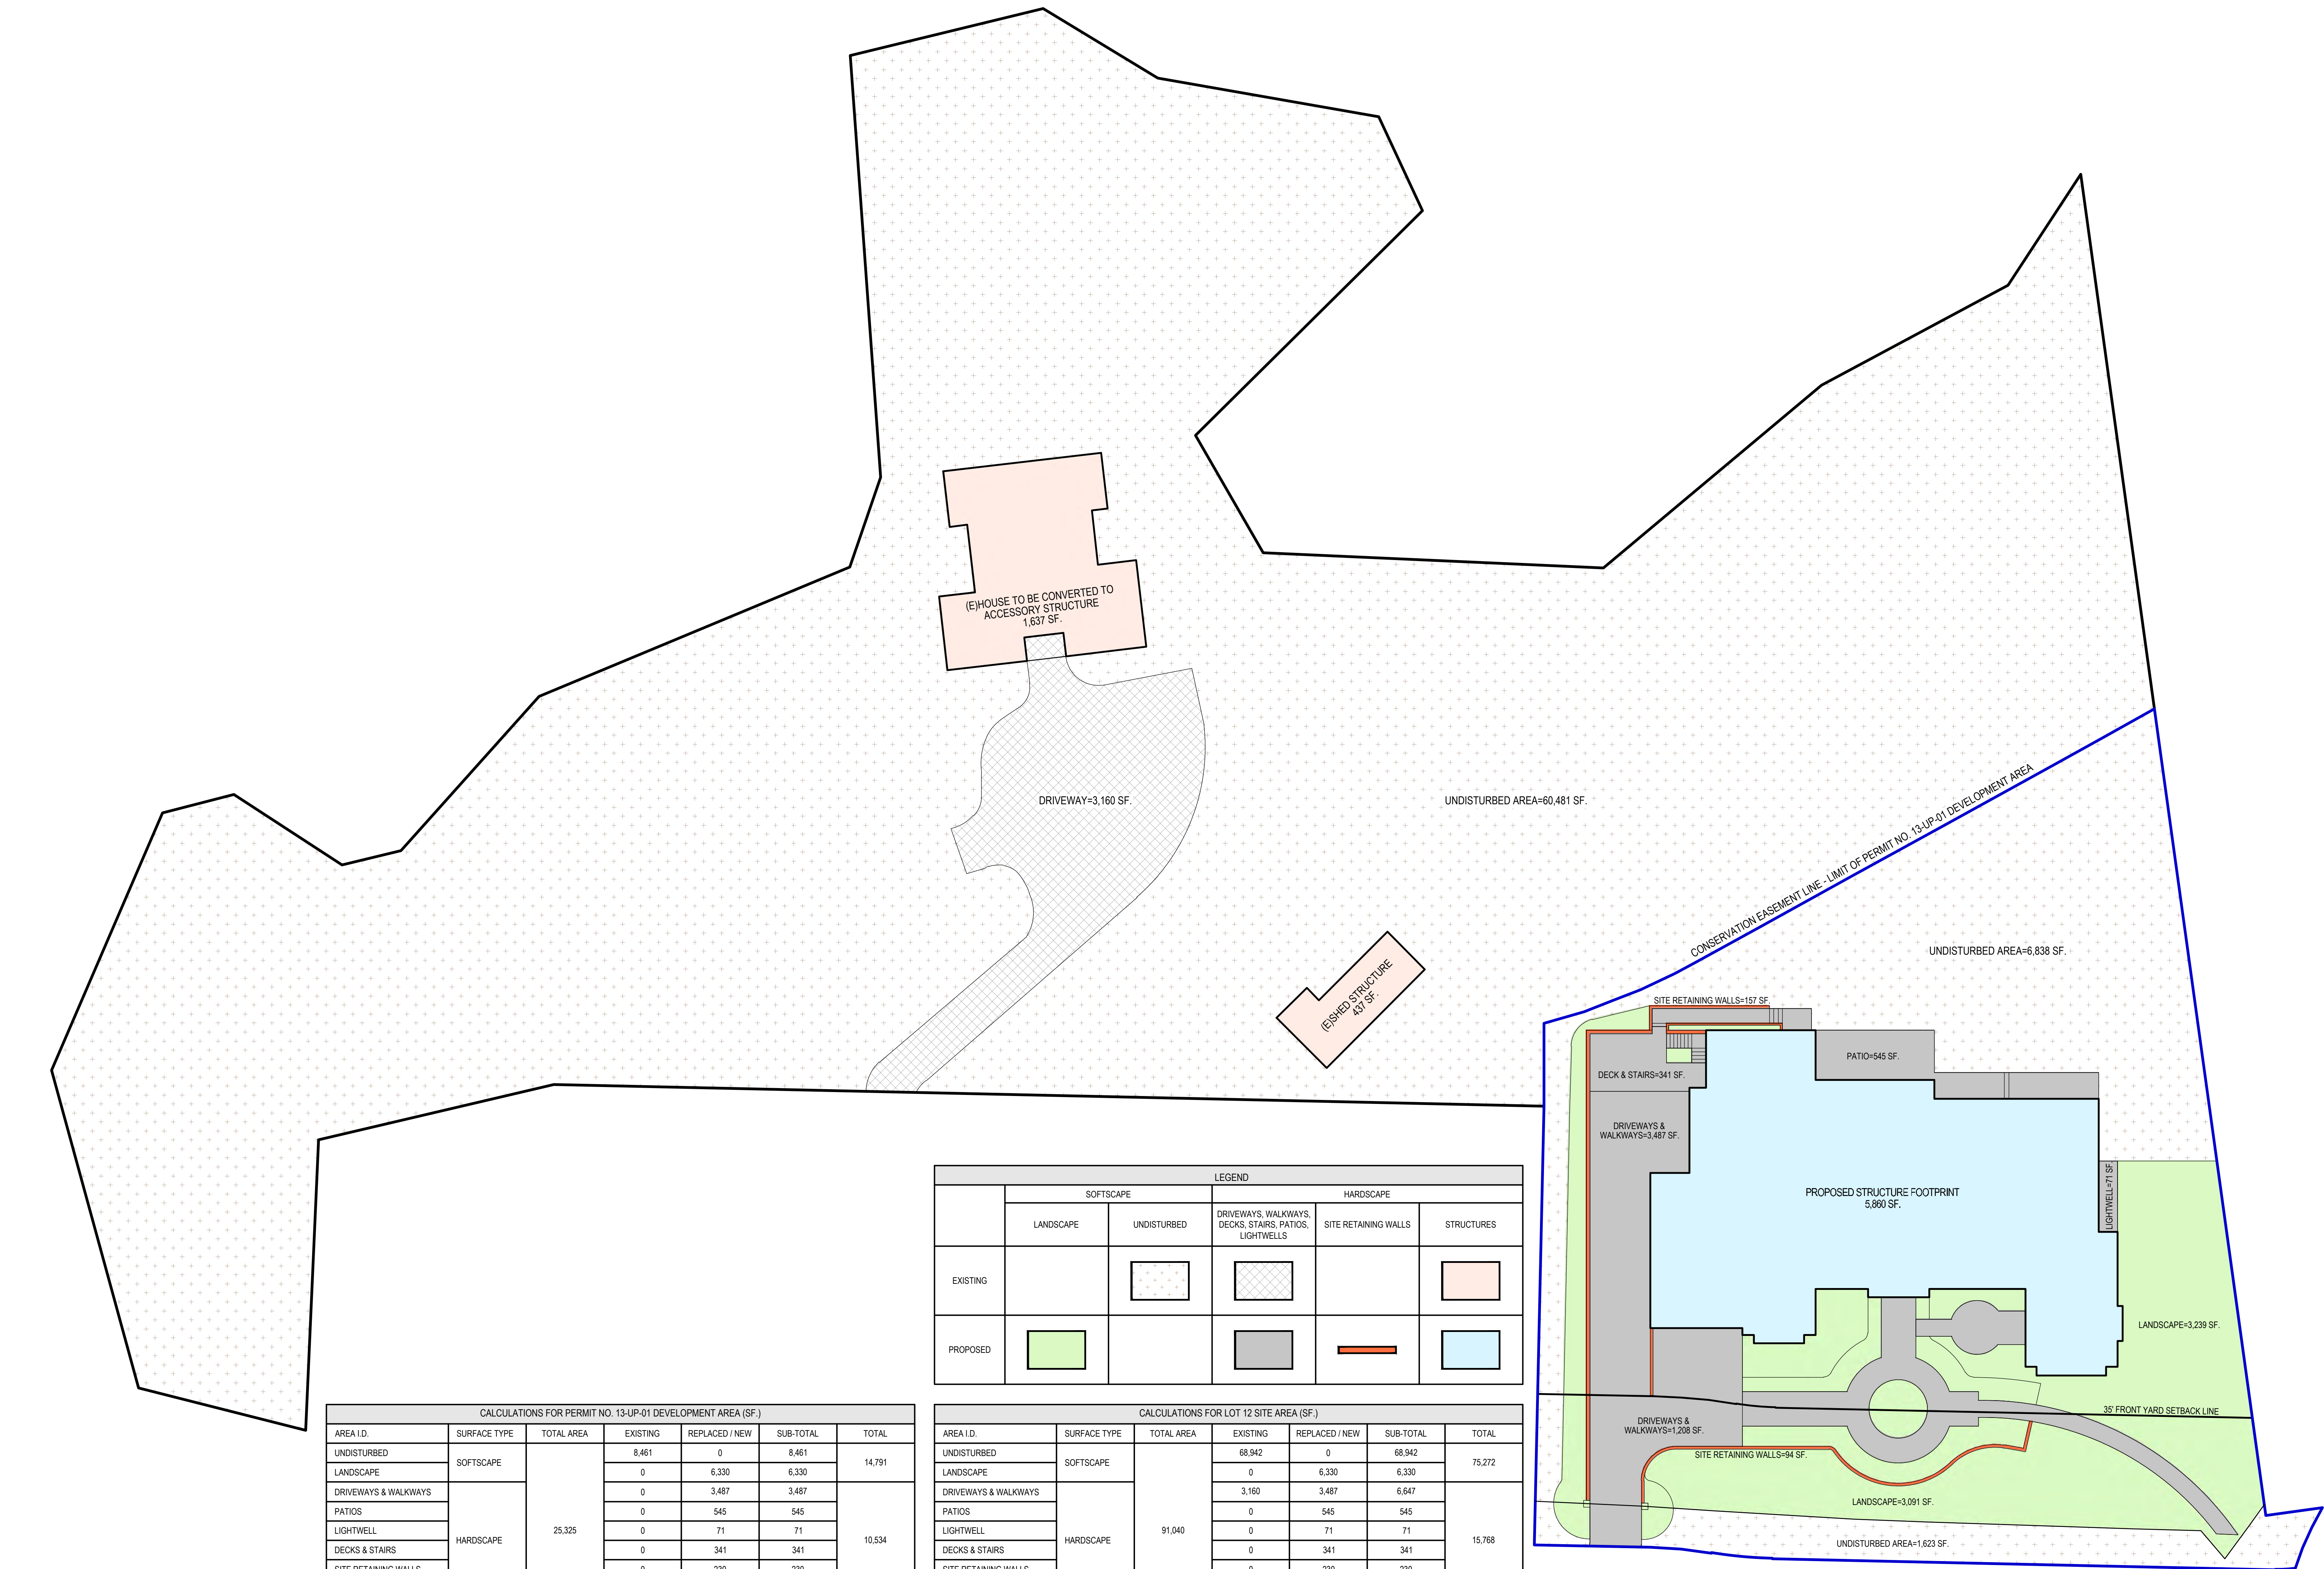 (E)HOUSE TO BE CONVERTED TO
ACCESSORY STRUCTURE
1,637 SF.
DRIVEWAY=3,160 SF.
UNDISTURBED AREA=60,481 SF.
CONSERVATION EASEMENT LINE - LIMIT OF PERMIT NO. 13-UP-01 DEVELOPMENT AREA
UNDISTURBED AREA=6,838 SF.
(E)SHED STRUCTURE
437 SF.
SITE RETAINING WALLS=157 SF.
PATIO=545 SF.
DECK & STAIRS=341 SF.
DRIVEWAYS &
WALKWAYS=3,487 SF.
PROPOSED STRUCTURE FOOTPRINT
5,860 SF.
LIGHTWELL=71 SF.
LANDSCAPE=3,239 SF.
35' FRONT YARD SETBACK LINE
DRIVEWAYS &
WALKWAYS=1,208 SF.
SITE RETAINING WALLS=94 SF.
LANDSCAPE=3,091 SF.
UNDISTURBED AREA=1,623 SF.
LEGEND
SOFTSCAPE HARDSCAPE
LANDSCAPE UNDISTURBED DRIVEWAYS, WALKWAYS, DECKS, STAIRS, PATIOS, LIGHTWELLS SITE RETAINING WALLS STRUCTURES
EXISTING
PROPOSED
CALCULATIONS FOR PERMIT NO. 13-UP-01 DEVELOPMENT AREA (SF.)
AREA I.D. SURFACE TYPE TOTAL AREA EXISTING REPLACED / NEW SUB-TOTAL TOTAL
UNDISTURBED SOFTSCAPE 25,325 8,461 0 8,461 14,791
LANDSCAPE 0 6,330 6,330
DRIVEWAYS & WALKWAYS HARDSCAPE 0 3,487 3,487 10,534
PATIOS 0 545 545
LIGHTWELL 0 71 71
DECKS & STAIRS 0 341 341
SITE RETAINING WALLS 0 230 230
CALCULATIONS FOR LOT 12 SITE AREA (SF.)
AREA I.D. SURFACE TYPE TOTAL AREA EXISTING REPLACED / NEW SUB-TOTAL TOTAL
UNDISTURBED SOFTSCAPE 91,040 68,942 0 68,942 75,272
LANDSCAPE 0 6,330 6,330
DRIVEWAYS & WALKWAYS HARDSCAPE 3,160 3,487 6,647 15,768
PATIOS 0 545 545
LIGHTWELL 0 71 71
DECKS & STAIRS 0 341 341
SITE RETAINING WALLS 0 230 230